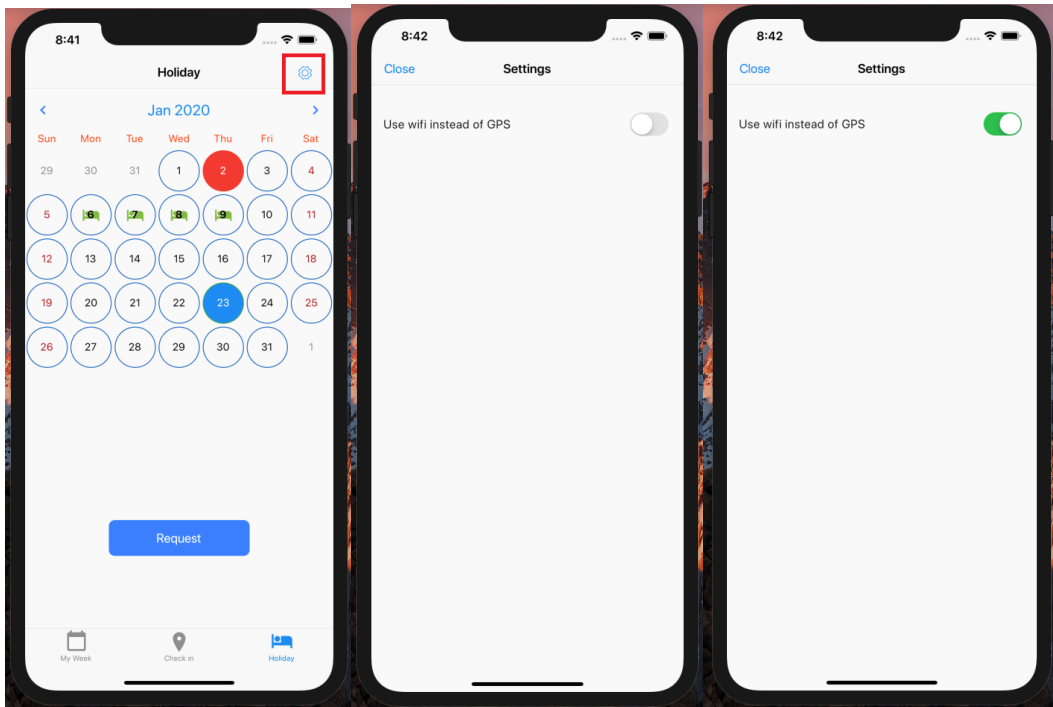 8:41
Holiday
Jan 2020
Sun Mon Tue Wed Thu Fri Sat
29 30 31 1 2 3 4
5 6 7 8 9 10 11
12 13 14 15 16 17 18
19 20 21 22 23 24 25
26 27 28 29 30 31 1
Request
My Week Check in Holiday
8:42
Close Settings
Use wifi instead of GPS
8:42
Close Settings
Use wifi instead of GPS